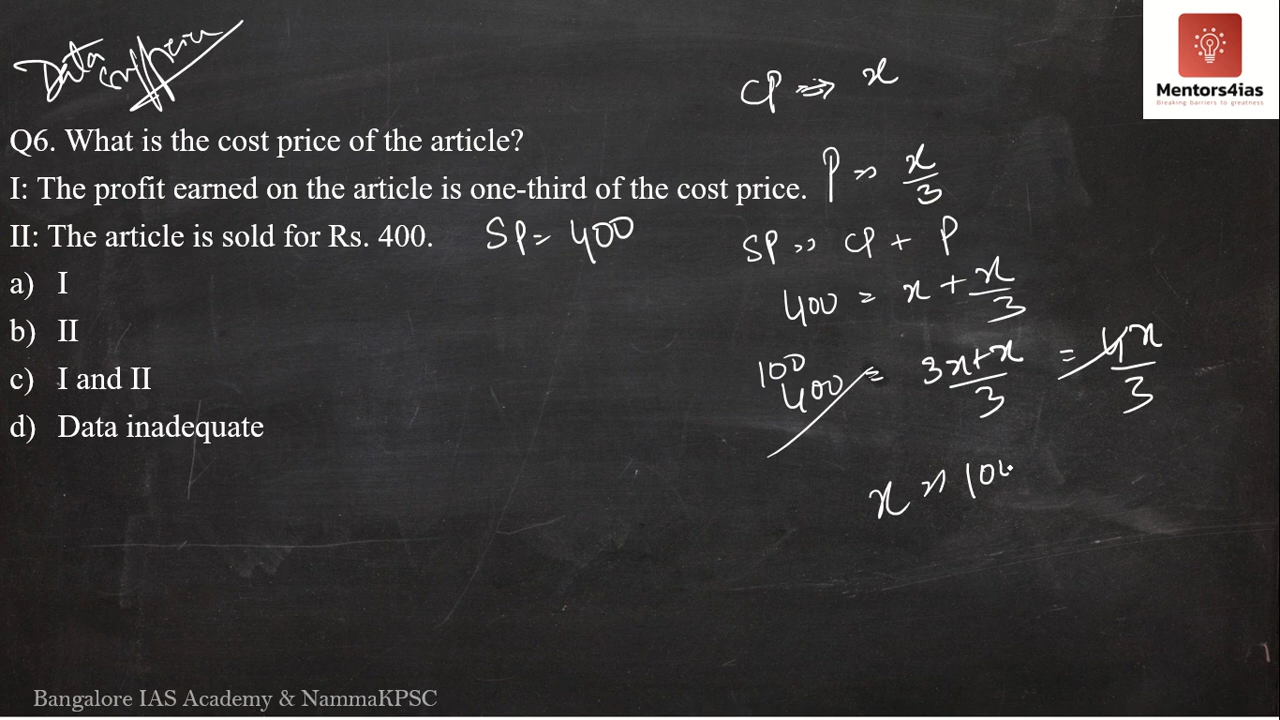 Data
Mentors4ias
Breaking barriers to greatness
CP ⇒ x
Q6. What is the cost price of the article?
I: The profit earned on the article is one-third of the cost price.
P = x/3
II: The article is sold for Rs. 400.
SP = 400
SP = CP + P
a) I
400 = x + x/3
b) II
100
400 = 3x+x/3 = 4x/3
c) I and II
d) Data inadequate
x = 100
Bangalore IAS Academy & NammaKPSC